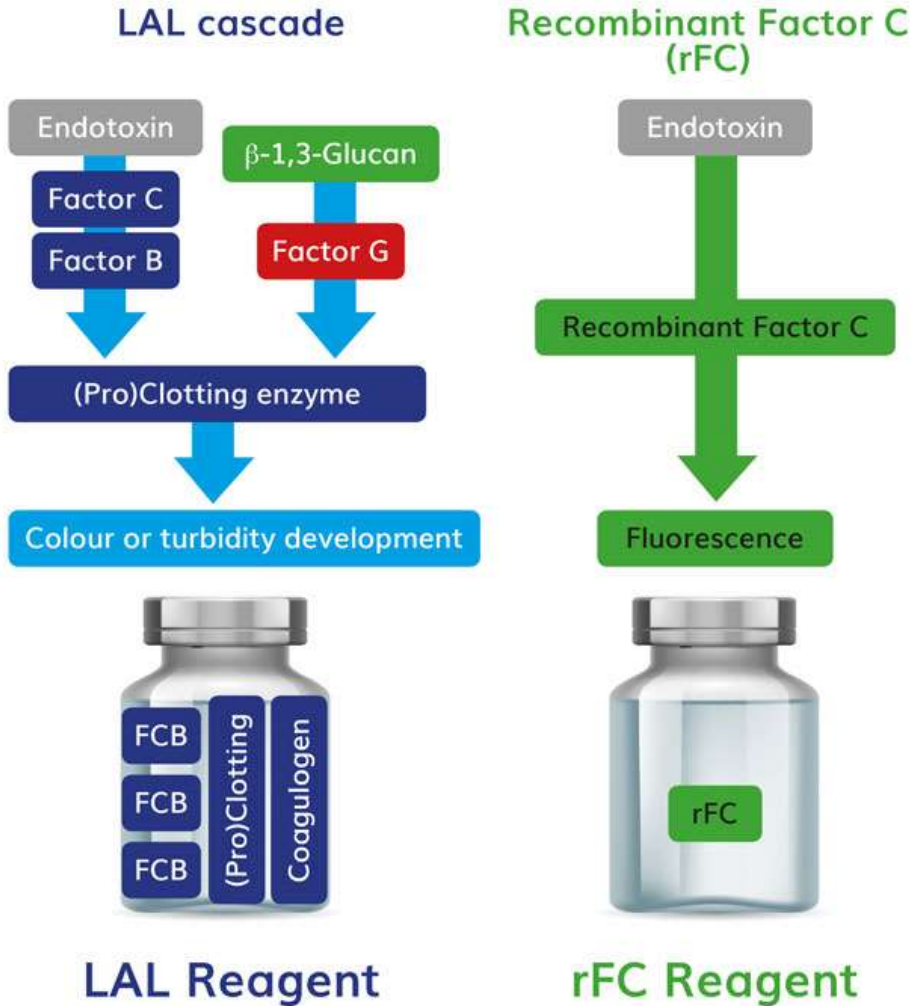 LAL cascade
Endotoxin
β-1,3-Glucan
Factor C
Factor B
Factor G
(Pro)Clotting enzyme
Colour or turbidity development
FCB
FCB
FCB
(Pro)Clotting
Coagulogen
LAL Reagent
Recombinant Factor C
(rFC)
Endotoxin
Recombinant Factor C
Fluorescence
rFC
rFC Reagent